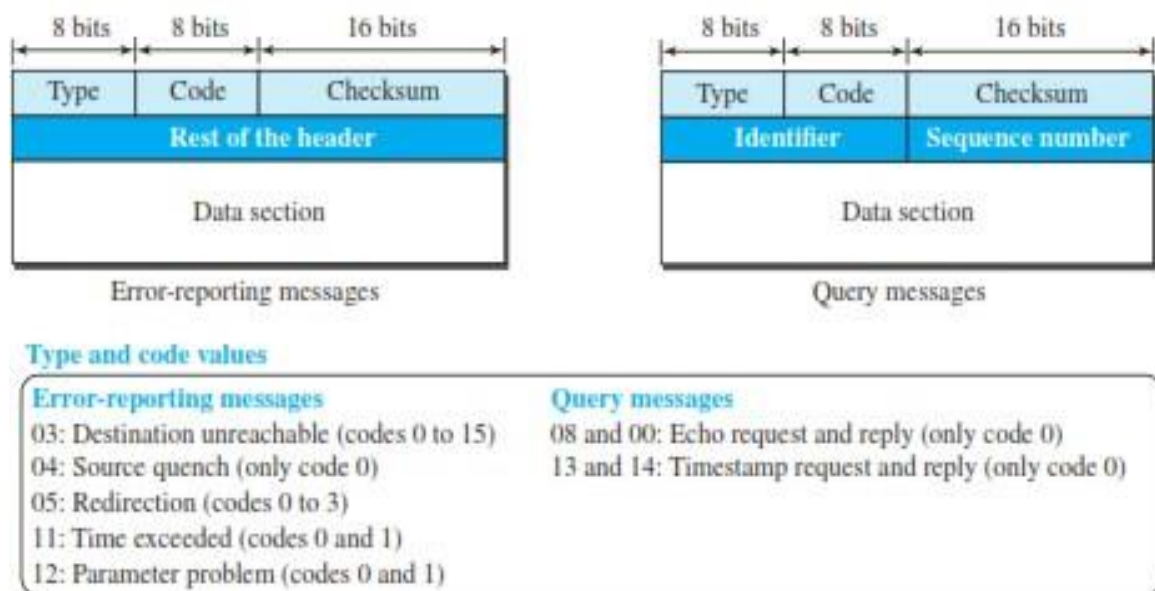 8 bits 8 bits 16 bits
Type Code Checksum
Rest of the header
Data section
Error-reporting messages
8 bits 8 bits 16 bits
Type Code Checksum
Identifier Sequence number
Data section
Query messages
Type and code values
Error-reporting messages
03: Destination unreachable (codes 0 to 15)
04: Source quench (only code 0)
05: Redirection (codes 0 to 3)
11: Time exceeded (codes 0 and 1)
12: Parameter problem (codes 0 and 1)
Query messages
08 and 00: Echo request and reply (only code 0)
13 and 14: Timestamp request and reply (only code 0)